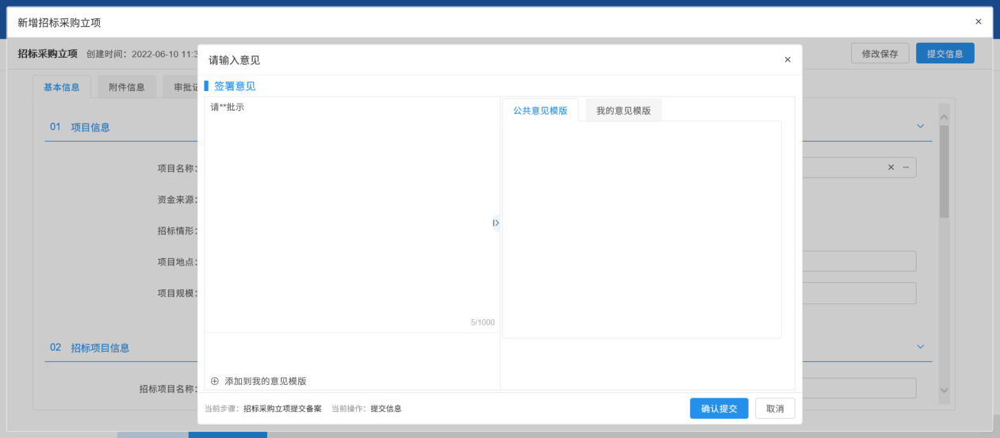 新增招标采购立项
×
招标采购立项 创建时间：2022-06-10 11:3
修改保存 提交信息
基本信息 附件信息 审批记
01 项目信息
项目名称：
资金来源：
招标情形：
项目地点：
项目规模：
02 招标项目信息
招标项目名称：
请输入意见
×
签署意见
请**批示
5/1000
公共意见模版 我的意见模版
添加到我的意见模版
当前步骤：招标采购立项提交备案 当前操作：提交信息
确认提交 取消